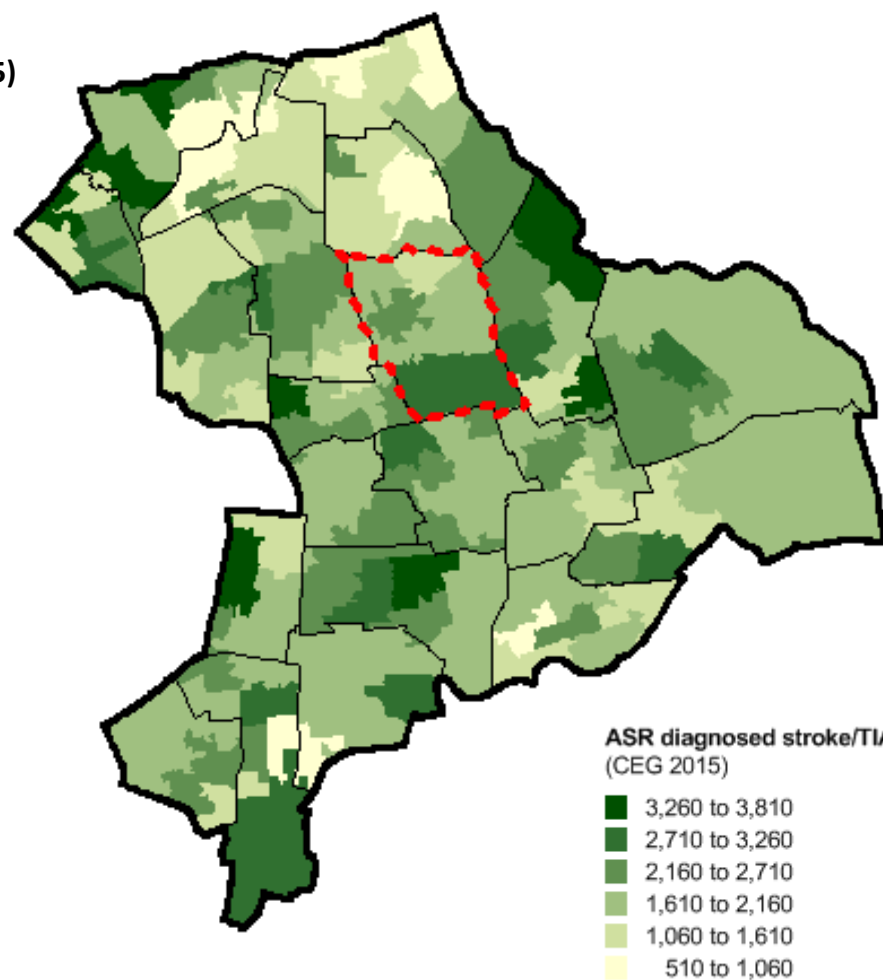 5)
ASR diagnosed stroke/TIA
(CEG 2015)
3,260 to 3,810
2,710 to 3,260
2,160 to 2,710
1,610 to 2,160
1,060 to 1,610
510 to 1,060